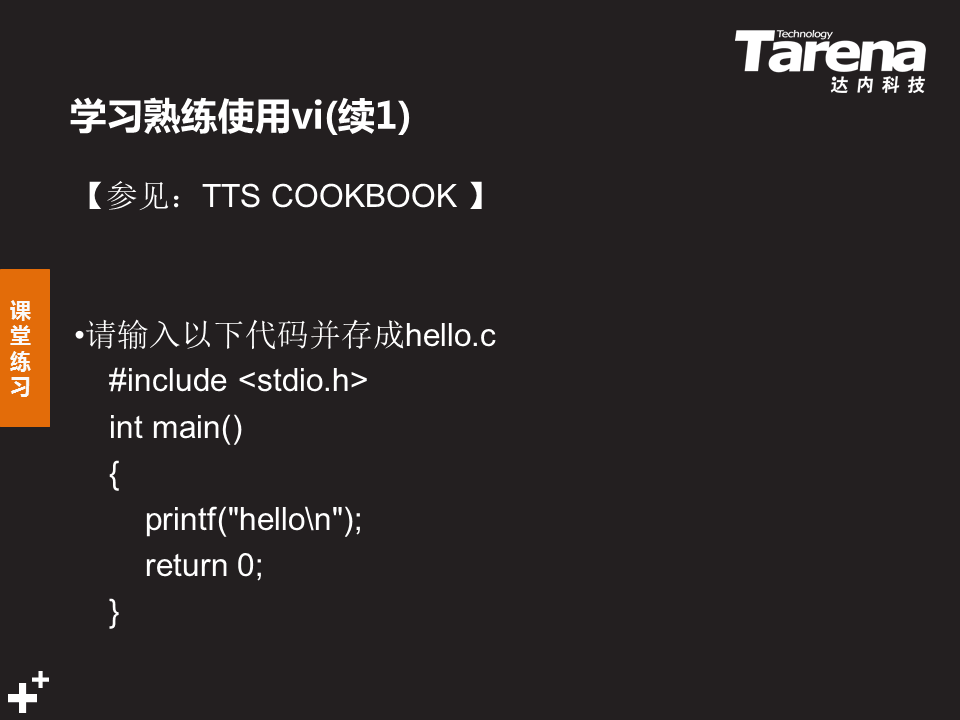 Technology
Tarena
达内科技
学习熟练使用vi(续1)
【参见：TTS COOKBOOK 】
课
堂
练
习
•请输入以下代码并存成hello.c
#include <stdio.h>
int main()
{
printf("hello\n");
return 0;
}